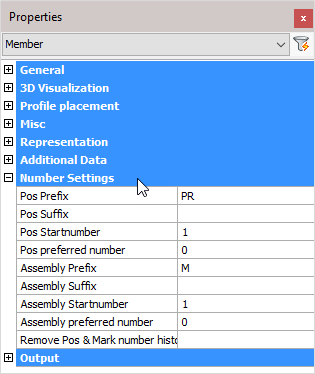 Properties
x
Member
General
3D Visualization
Profile placement
Misc
Representation
Additional Data
Number Settings
Pos Prefix PR
Pos Suffix
Pos Startnumber 1
Pos preferred number 0
Assembly Prefix M
Assembly Suffix
Assembly Startnumber 1
Assembly preferred number 0
Remove Pos & Mark number histo
Output